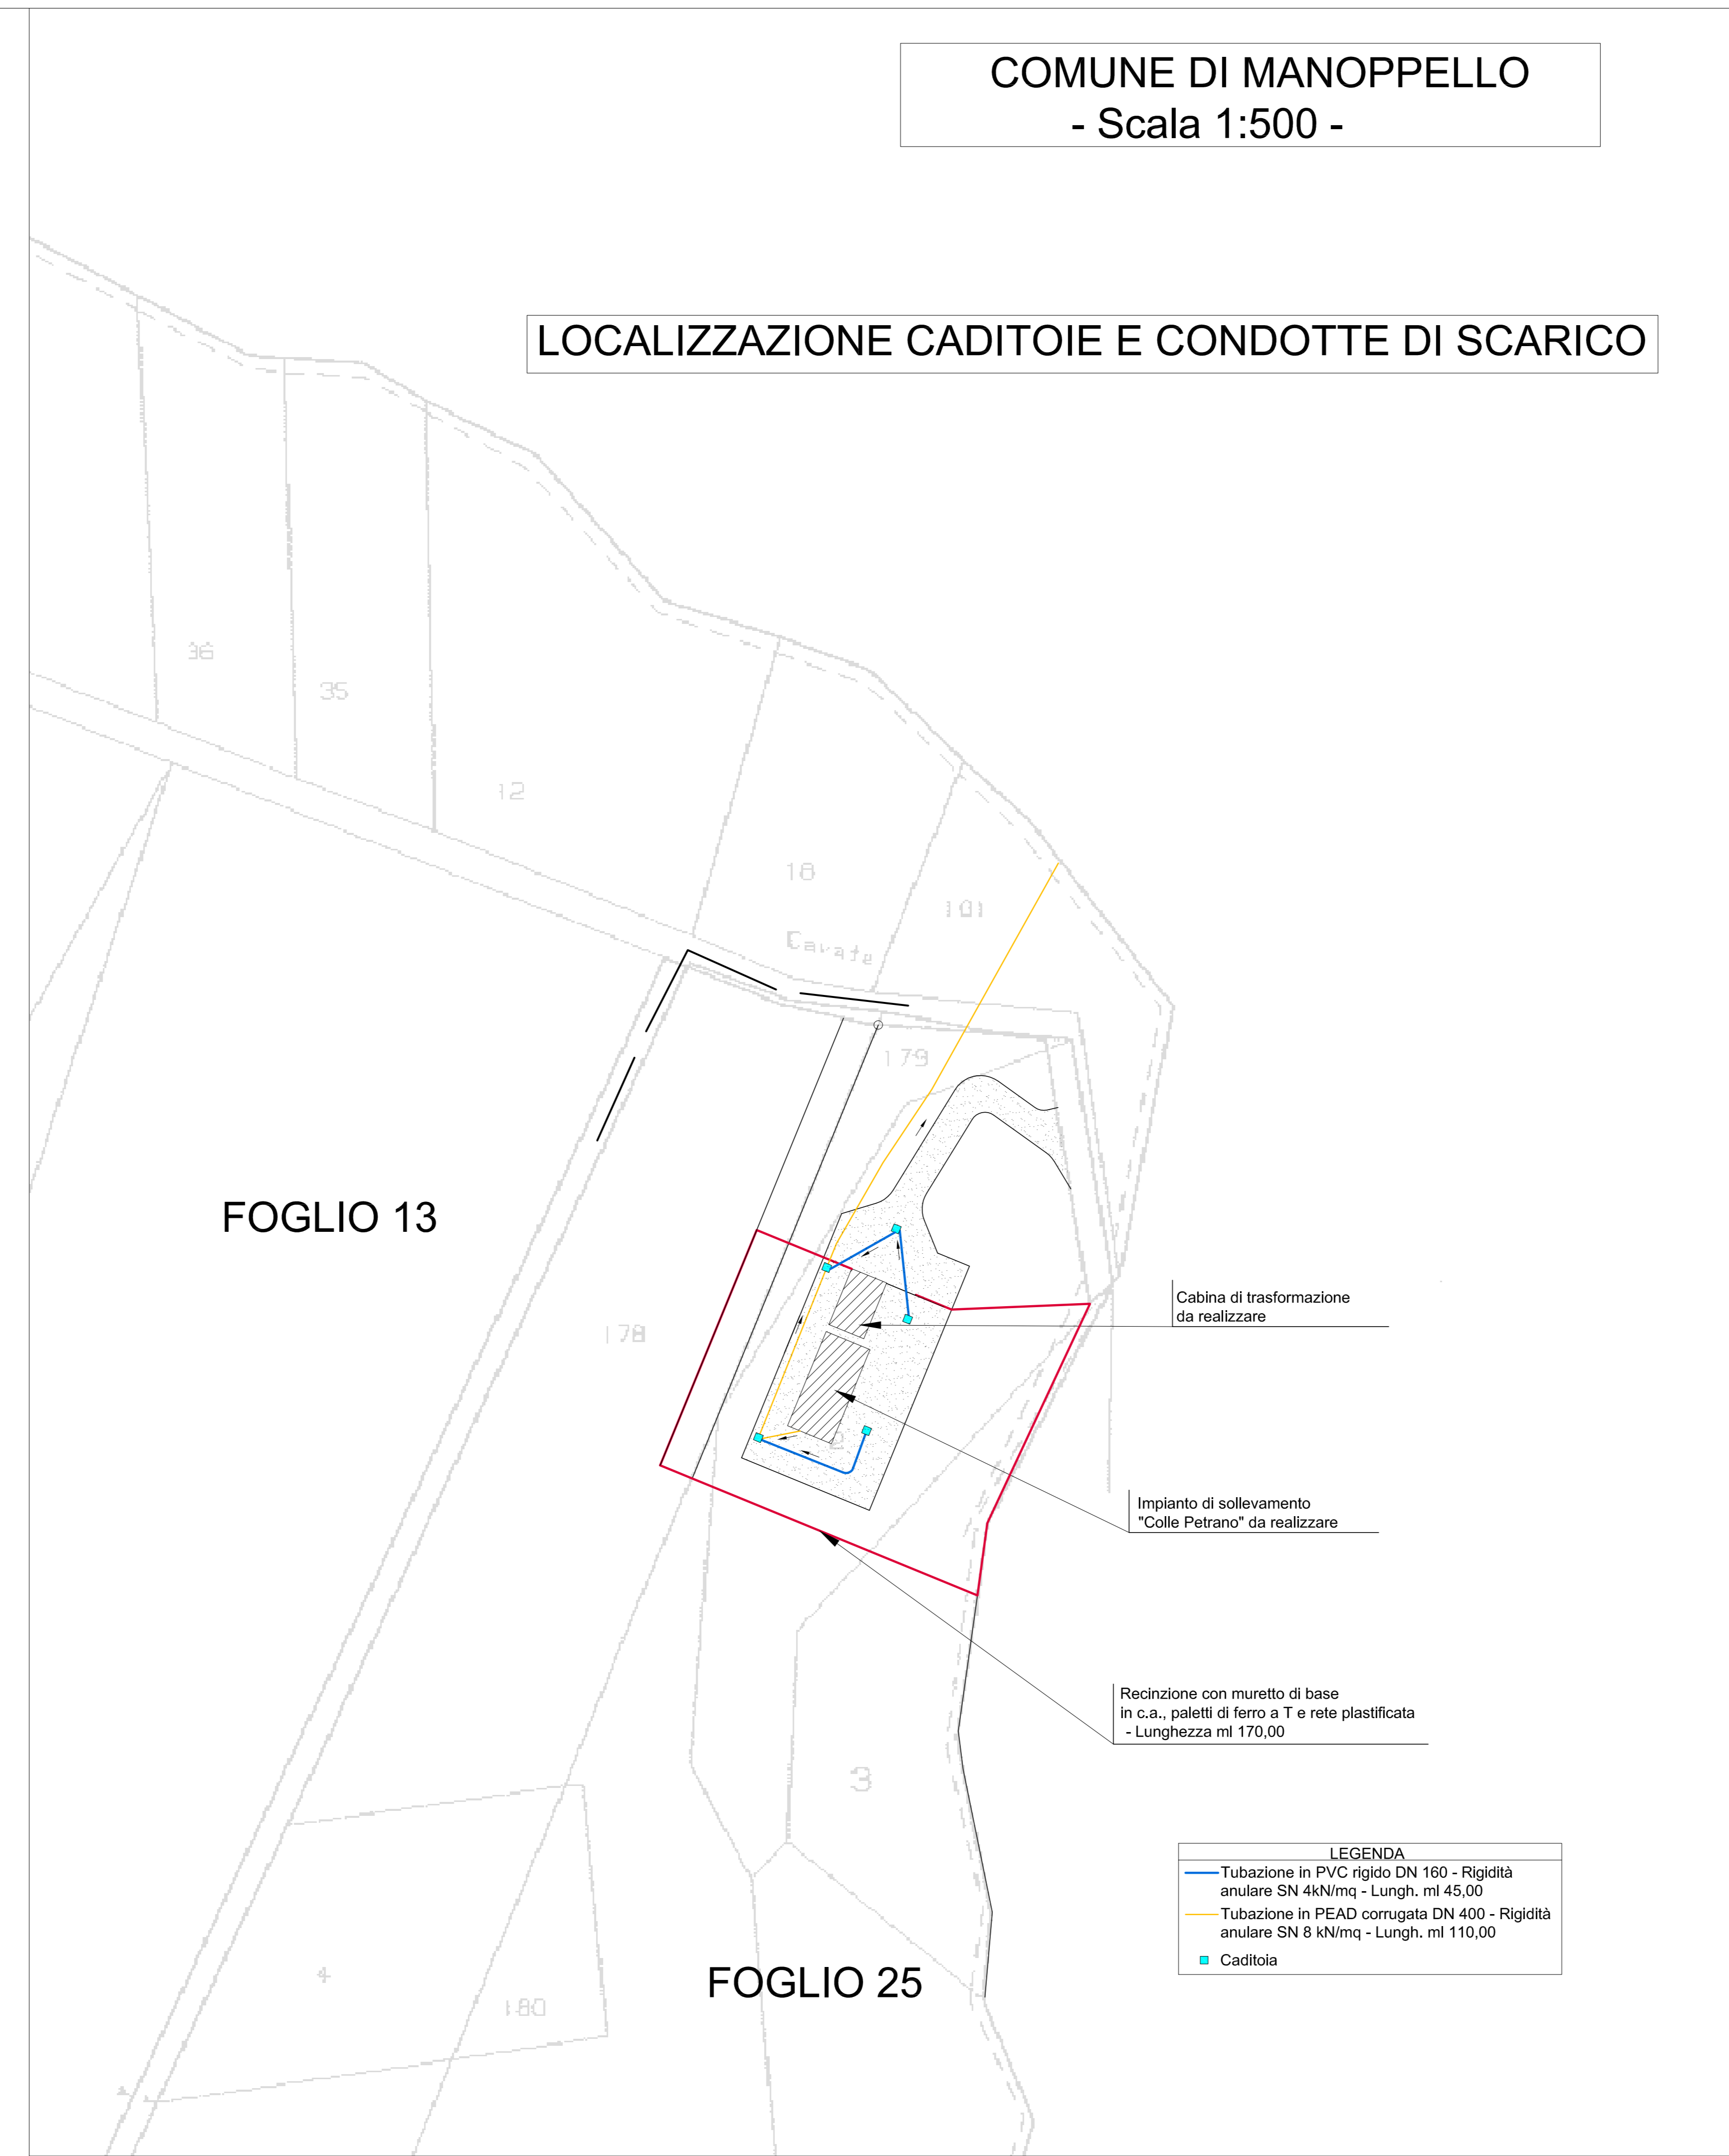 COMUNE DI MANOPPELLO
- Scala 1:500 -
LOCALIZZAZIONE CADITOIE E CONDOTTE DI SCARICO
36
35
12
18
101
Cavate
179
FOGLIO 13
178
Cabina di trasformazione
da realizzare
2
Impianto di sollevamento
"Colle Petrano" da realizzare
Recinzione con muretto di base
in c.a., paletti di ferro a T e rete plastificata
- Lunghezza ml 170,00
3
LEGENDA
Tubazione in PVC rigido DN 160 - Rigidità
anulare SN 4kN/mq - Lungh. ml 45,00
Tubazione in PEAD corrugata DN 400 - Rigidità
anulare SN 8 kN/mq - Lungh. ml 110,00
Caditoia
4
180
FOGLIO 25